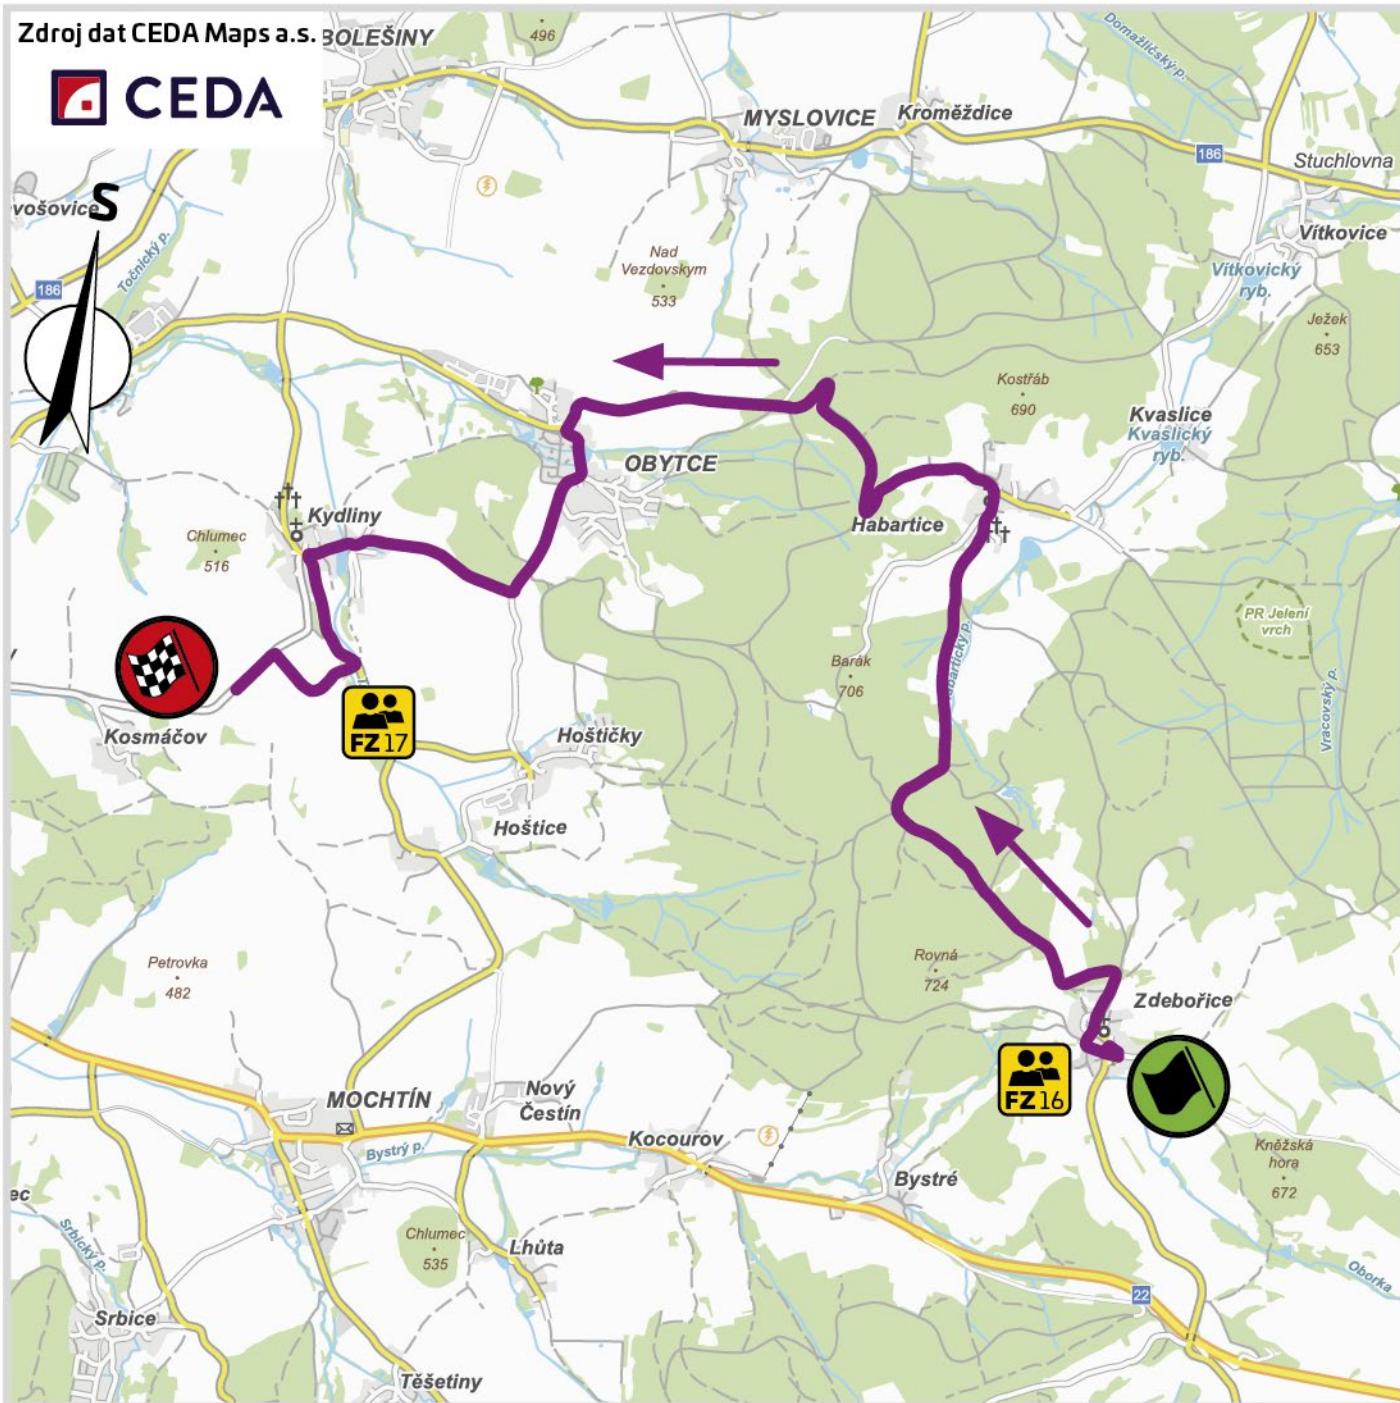 Zdroj dat CEDA Maps a.s.
CEDA
BOLEŠINY
496
Domažličský p.
MYSLOVICE
Kroměždice
186
Stuchlovna
vošovice
S
Točnický p.
Vítkovice
Nad
Vezdovskym
533
Vítkovický
ryb.
186
Ježek
653
Kostřáb
690
Kvaslice
Kvaslický
ryb.
OBYTCE
Kydliny
Habartice
Chlumec
516
PR Jelení
vrch
Barák
706
Vracovský p.
Kosmáčov
FZ 17
Hoštičky
Hoštice
Petrovka
482
Rovná
724
Zdebořice
FZ 16
MOCHTÍN
Nový
Čestín
Kocourov
Bystrý p.
Bystré
Kněžská
hora
672
ec
Srbický p.
Chlumec
535
Lhůta
Oborka
22
Srbice
Těšetiny